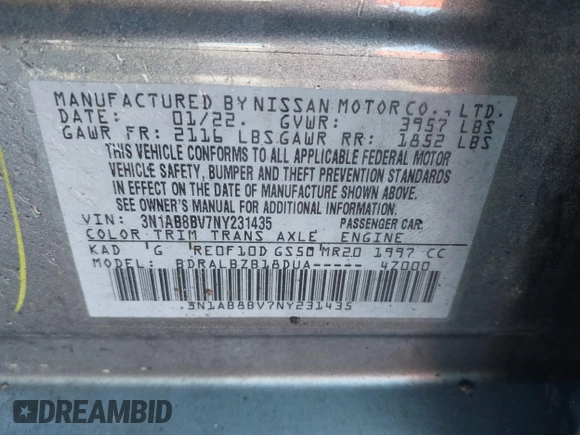 MANUFACTURED BY NISSAN MOTOR CO., LTD.
DATE: 01/22. GVWR: 3957 LBS
GAWR FR: 2116 LBS GAWR RR: 1852 LBS
THIS VEHICLE CONFORMS TO ALL APPLICABLE FEDERAL MOTOR
VEHICLE SAFETY, BUMPER AND THEFT PREVENTION STANDARDS
IN EFFECT ON THE DATE OF MANUFACTURE SHOWN ABOVE.
SEE OWNER'S MANUAL FOR ADDITIONAL INFORMATION.
VIN: 3N1AB8BV7NY231435 PASSENGER CAR
COLOR TRIM TRANS AXLE ENGINE
KAD G RE0F10D GS50 MR20 1997 CC
MODEL: BDRALBZB18DUA----- 47000
3N1AB8BV7NY231435
DREAMBID